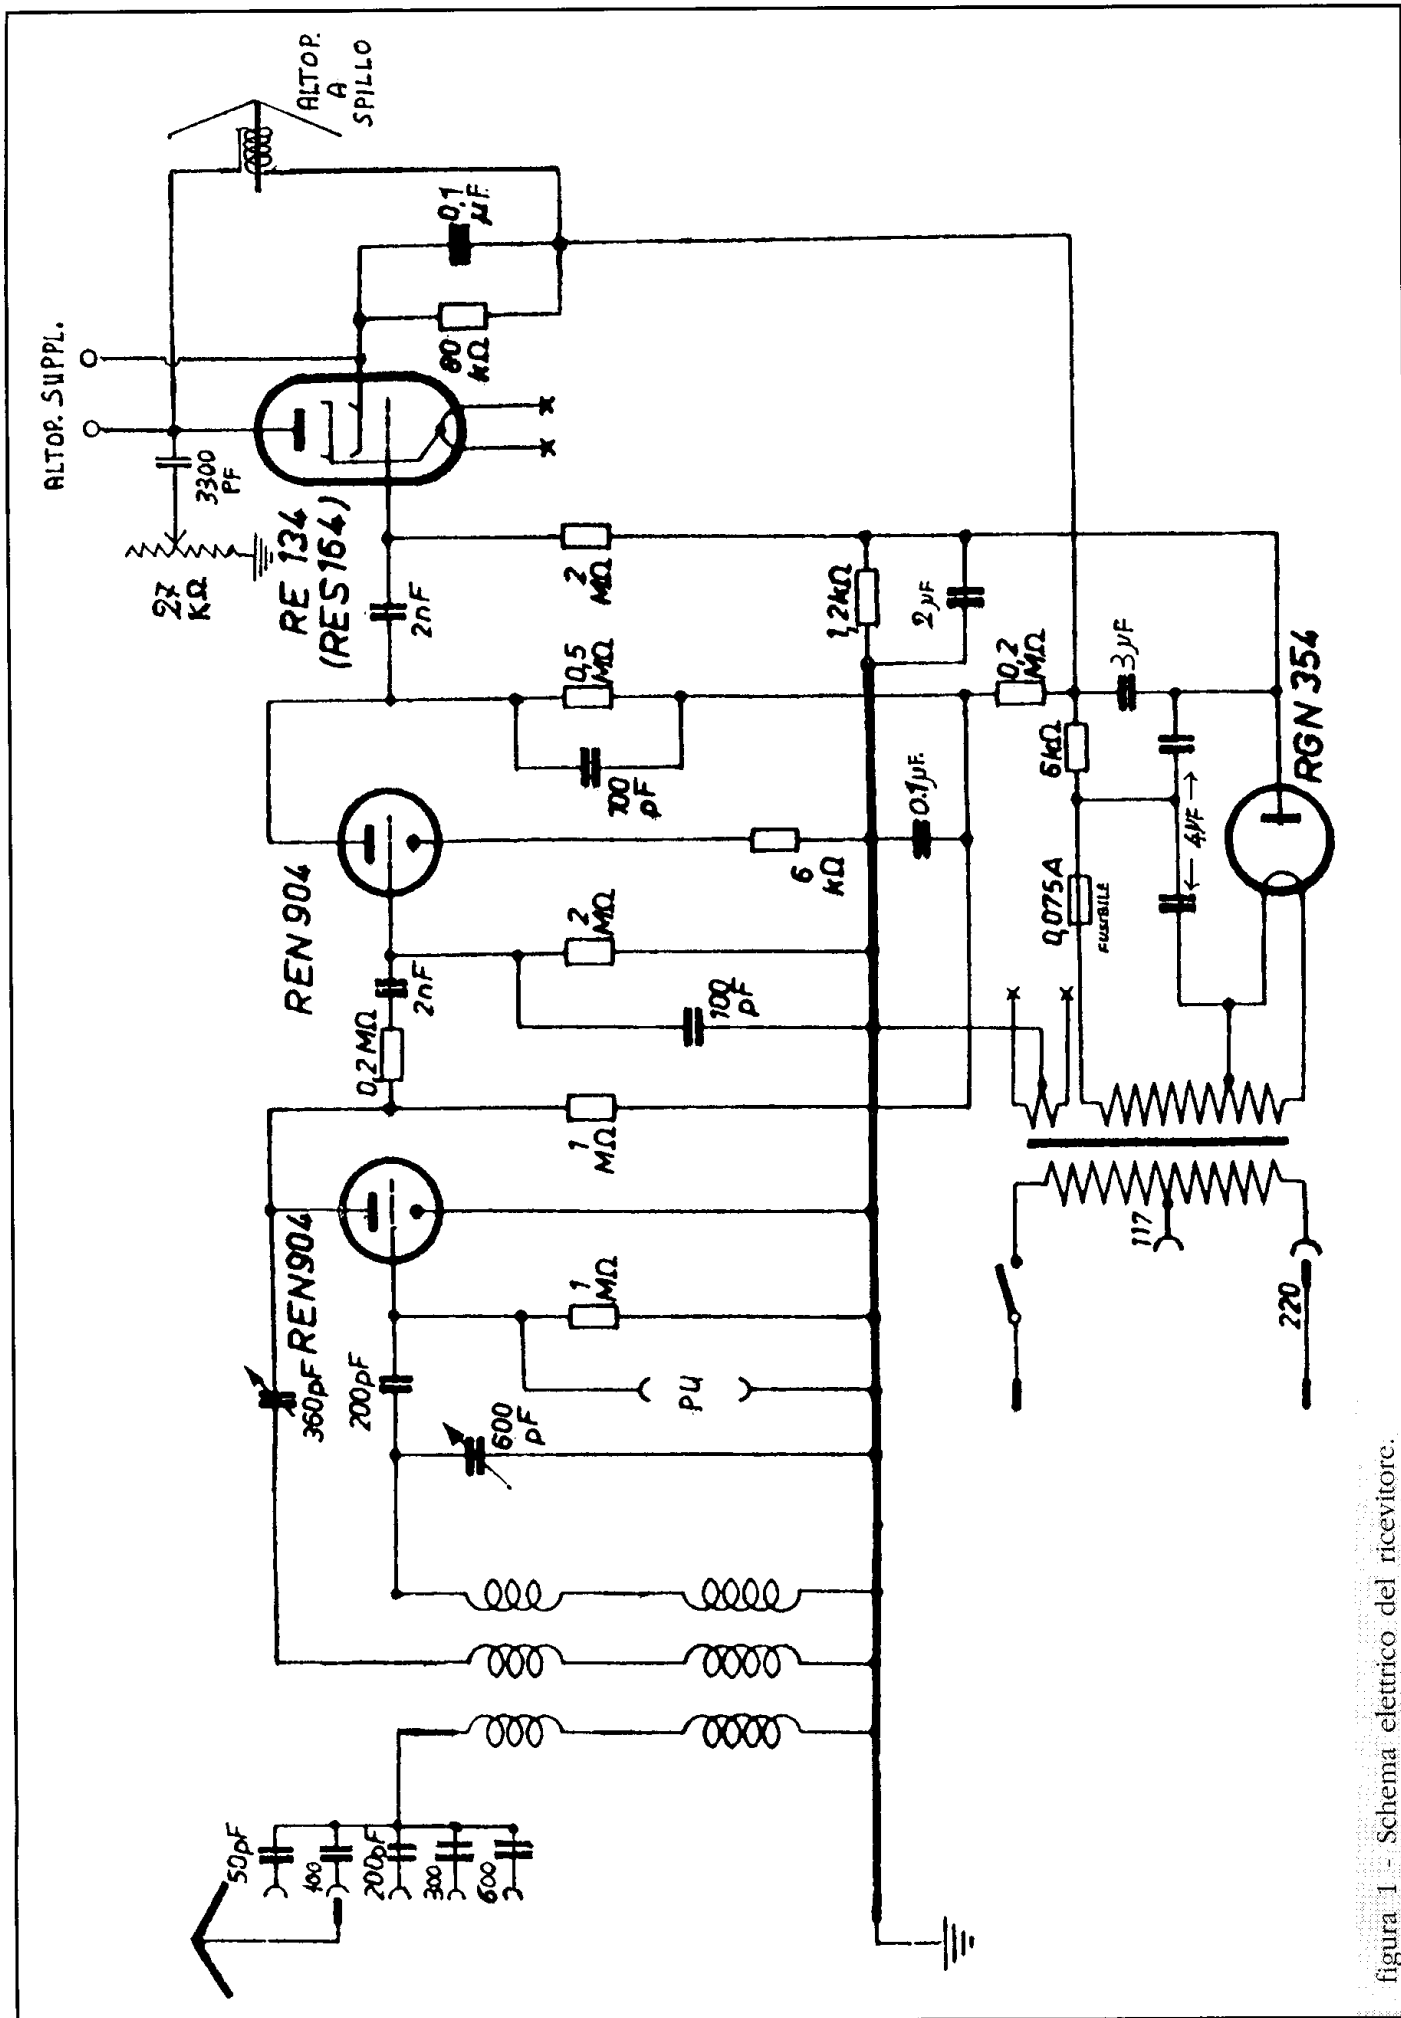 ALTOP. SUPPL.
ALTOP.
A
SPILLO
3300
PF
27
KΩ
RE 134
(RES164)
2nF
0,1
µF.
80
kΩ
2
MΩ
1,2kΩ
2µF
0,5
MΩ
100
pF
0,2
MΩ
3µF
RGN 354
6kΩ
←4µF→
0.1µF.
REN904
6
kΩ
0,075A
FUSIBILE
2
MΩ
2nF
0,2MΩ
100
pF
1
MΩ
REN904
360pF
200pF
1
MΩ
PU
600
pF
117
220
50pF
100
200pF
300
600
figura 1 - Schema elettrico del ricevitore.